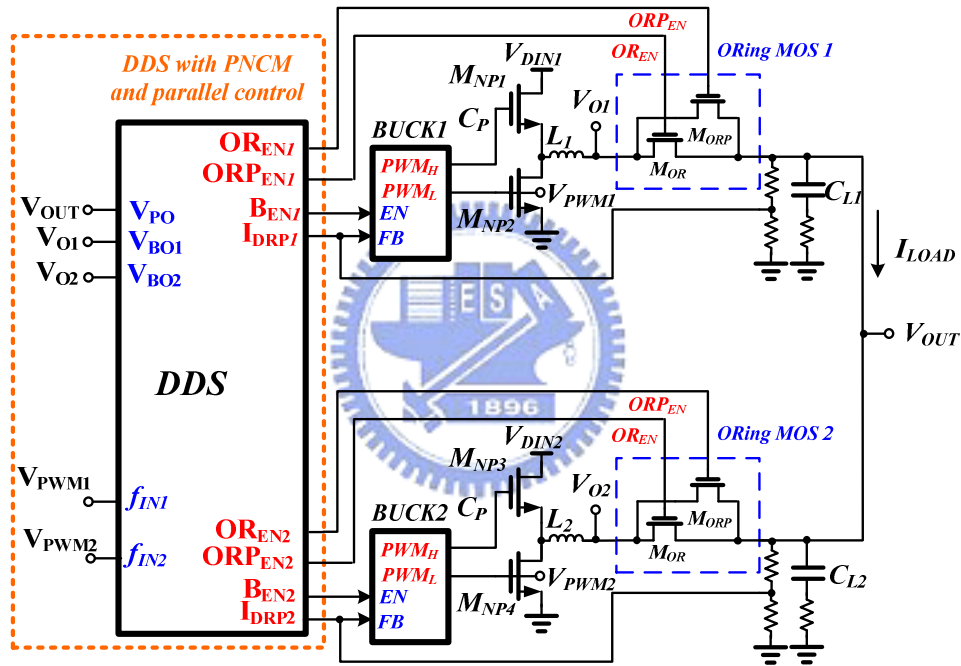 DDS with PNCM
and parallel control
DDS
V_OUT
V_O1
V_O2
V_PWM1
V_PWM2
V_PO
V_BO1
V_BO2
f_IN1
f_IN2
OR_EN1
ORP_EN1
B_EN1
I_DRP1
OR_EN2
ORP_EN2
B_EN2
I_DRP2
BUCK1
PWM_H
PWM_L
EN
FB
M_NP1
C_P
V_DIN1
M_NP2
V_PWM1
L_1
V_O1
ORP_EN
OR_EN
ORing MOS 1
M_ORP
M_OR
C_L1
I_LOAD
V_OUT
ES A
1896
BUCK2
PWM_H
PWM_L
EN
FB
M_NP3
C_P
V_DIN2
M_NP4
V_PWM2
L_2
V_O2
ORP_EN
OR_EN
ORing MOS 2
M_ORP
M_OR
C_L2